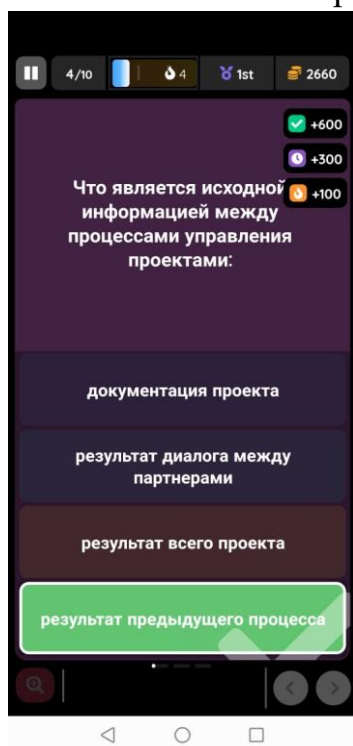 4/10
4
1st
2660
+600
+300
+100
Что является исходной
информацией между
процессами управления
проектами:
документация проекта
результат диалога между
партнерами
результат всего проекта
результат предыдущего процесса